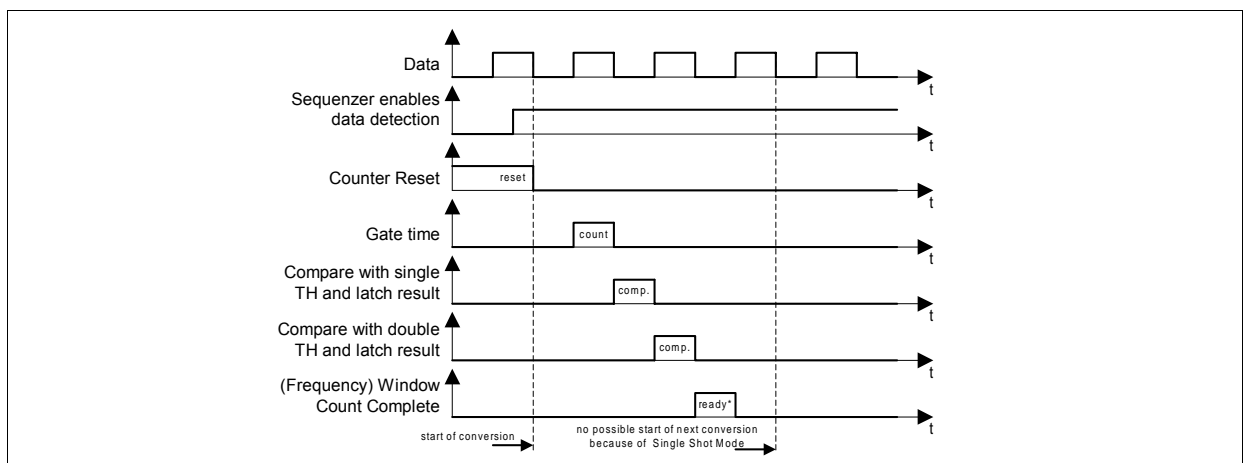 Data
t
Sequenzer enables
data detection
t
Counter Reset
reset
t
Gate time
count
t
Compare with single
TH and latch result
comp.
t
Compare with double
TH and latch result
comp.
t
(Frequency) Window
Count Complete
ready*
t
start of conversion
no possible start of next conversion
because of Single Shot Mode